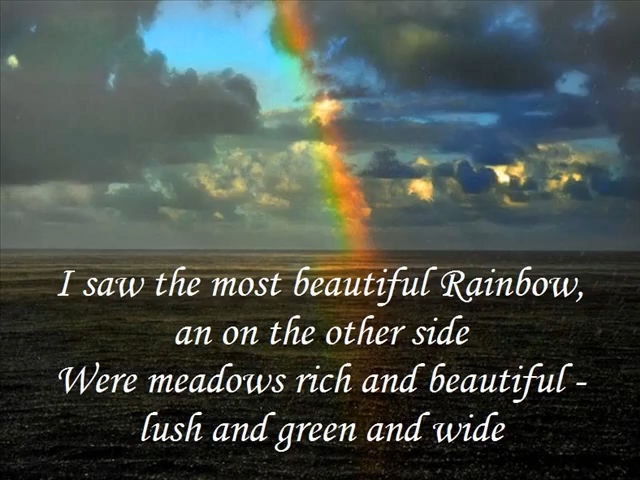 I saw the most beautiful Rainbow,
an on the other side
Were meadows rich and beautiful -
lush and green and wide